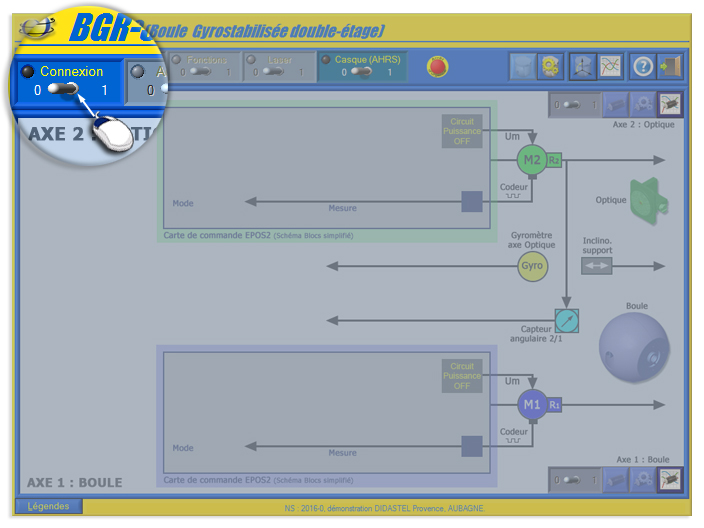 BGR-
(Boule Gyrostabilisée double-étage)
Connexion
0 1
A
0
Fonctions
0 1
Laser
0 1
Casque (AHRS)
0 1
AXE 2 : TI
Circuit
Puissance
OFF
Um
M2
R2
Codeur
Mode
Mesure
Carte de commande EPOS2 (Schéma Blocs simplifié)
0 1
Axe 2 : Optique
Optique
Gyromètre
axe Optique
Gyro
Inclino.
support
Capteur
angulaire 2/1
Boule
Circuit
Puissance
OFF
Um
M1
R1
Codeur
Mode
Mesure
Carte de commande EPOS2 (Schéma Blocs simplifié)
Axe 1 : Boule
0 1
AXE 1 : BOULE
Légendes
NS : 2016-0, démonstration DIDASTEL Provence, AUBAGNE.